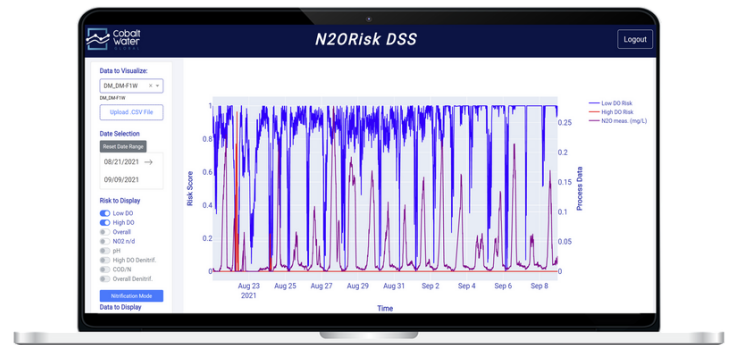 Cobalt
Water
GLOBAL
N2ORisk DSS
Logout
Data to Visualize:
DM_DM-F1W
DM_DM-F1W
Upload .CSV File
Date Selection
Reset Date Range
08/21/2021 →
09/09/2021
Risk to Display
Low DO
High DO
Overall
NO2 n/d
pH
High DO Denitrif.
COD/N
Overall Denitrif.
Nitrification Mode
Data to Display
Risk Score
1
0.8
0.6
0.4
0.2
0
Aug 23
2021
Aug 25
Aug 27
Aug 29
Aug 31
Sep 2
Sep 4
Sep 6
Sep 8
Time
0.25
0.2
0.15
0.1
0.05
0
Process Data
Low DO Risk
High DO Risk
N2O meas. (mg/L)